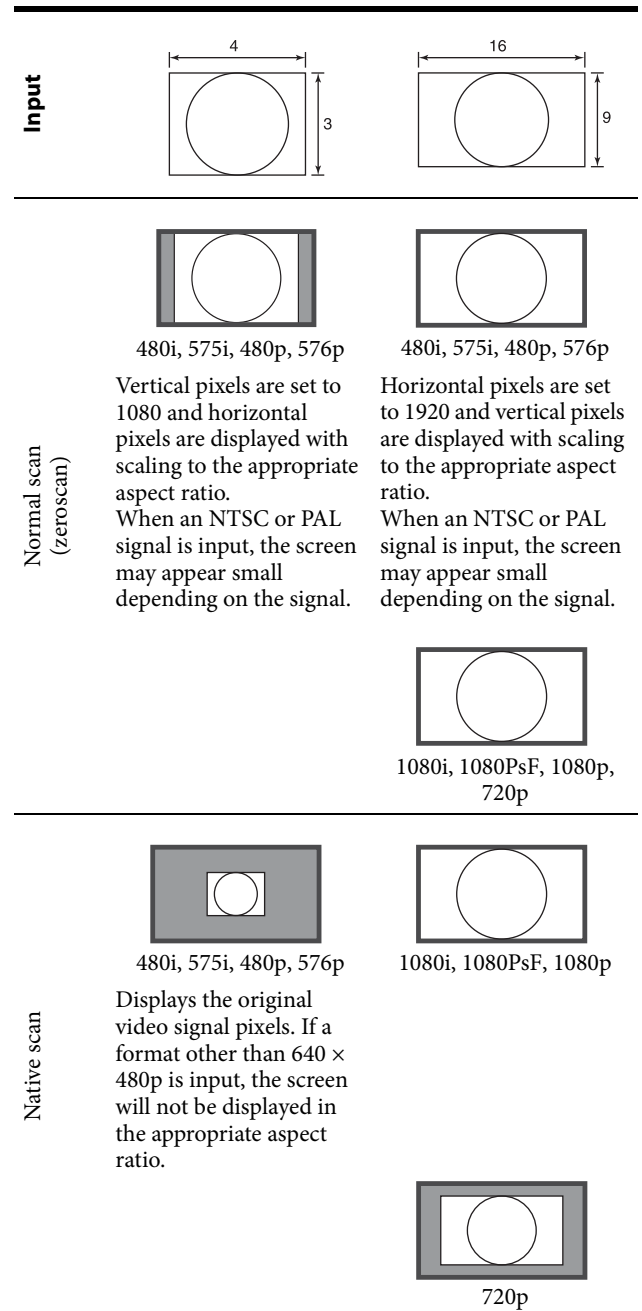 Input
4
3
16
9
Normal scan
(zeroscan)
480i, 575i, 480p, 576p
Vertical pixels are set to
1080 and horizontal
pixels are displayed with
scaling to the appropriate
aspect ratio.
When an NTSC or PAL
signal is input, the screen
may appear small
depending on the signal.
480i, 575i, 480p, 576p
Horizontal pixels are set
to 1920 and vertical pixels
are displayed with scaling
to the appropriate aspect
ratio.
When an NTSC or PAL
signal is input, the screen
may appear small
depending on the signal.
1080i, 1080PsF, 1080p,
720p
Native scan
480i, 575i, 480p, 576p
Displays the original
video signal pixels. If a
format other than 640 ×
480p is input, the screen
will not be displayed in
the appropriate aspect
ratio.
1080i, 1080PsF, 1080p
720p